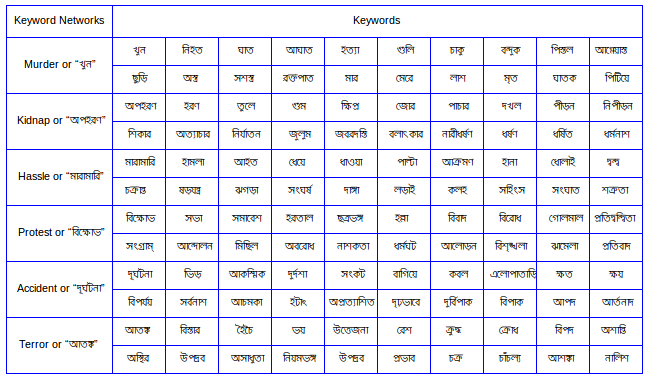 Keyword Networks Keywords
Murder or “খুন” খুন নিহত ঘাত আঘাত হত্যা গুলি চাকু বন্দুক পিস্তল আগ্নেয়াস্ত্র
ছুড়ি অস্ত্র সশস্ত্র রক্তপাত মার মেরে লাশ মৃত ঘাতক পিটিয়ে
Kidnap or “অপহরণ” অপহরণ হরণ তুলে গুম ক্ষিপ্র জোর পাচার দখল পীড়ন নিপীড়ন
শিকার অত্যাচার নির্যাতন জুলুম জবরদস্তি বলাৎকার নারীধর্ষণ ধর্ষণ ধর্ষিত ধর্মনাশ
Hassle or “মারামারি” মারামারি হামলা আহত ধেয়ে ধাওয়া পাল্টা আক্রমণ হানা ধোলাই দ্বন্দ্ব
চক্রান্ত ষড়যন্ত্র ঝগড়া সংঘর্ষ দাঙ্গা লড়াই কলহ সহিংস সংঘাত শত্রুতা
Protest or “বিক্ষোভ” বিক্ষোভ সভা সমাবেশ হরতাল ছত্রভঙ্গ হল্লা বিবাদ বিরোধ গোলমাল প্রতিদ্বন্দ্বিতা
সংগ্রাম আন্দোলন মিছিল অবরোধ নাশকতা ধর্মঘট আলোড়ন বিশৃঙ্খলা ঝামেলা প্রতিবাদ
Accident or “দুর্ঘটনা” দূর্ঘটনা ভিড় আকস্মিক দুর্দশা সংকট বাগিয়ে কবল এলোপাতাড়ি ক্ষত ক্ষয়
বিপর্যয় সর্বনাশ আচমকা হটাৎ অপ্রত্যাশিত দৃঢ়ভাবে দুর্বিপাক বিপাক আপদ আর্তনাদ
Terror or “আতঙ্ক” আতঙ্ক বিস্তার হৈচৈ ভয় উত্তেজনা রেশ ক্রুদ্ধ ক্রোধ বিপদ অশান্তি
অস্থির উপদ্রব অসাধুতা নিয়মভঙ্গ উপদ্রব প্রভাব চক্র চাঁচল্য আশঙ্কা নালিশ